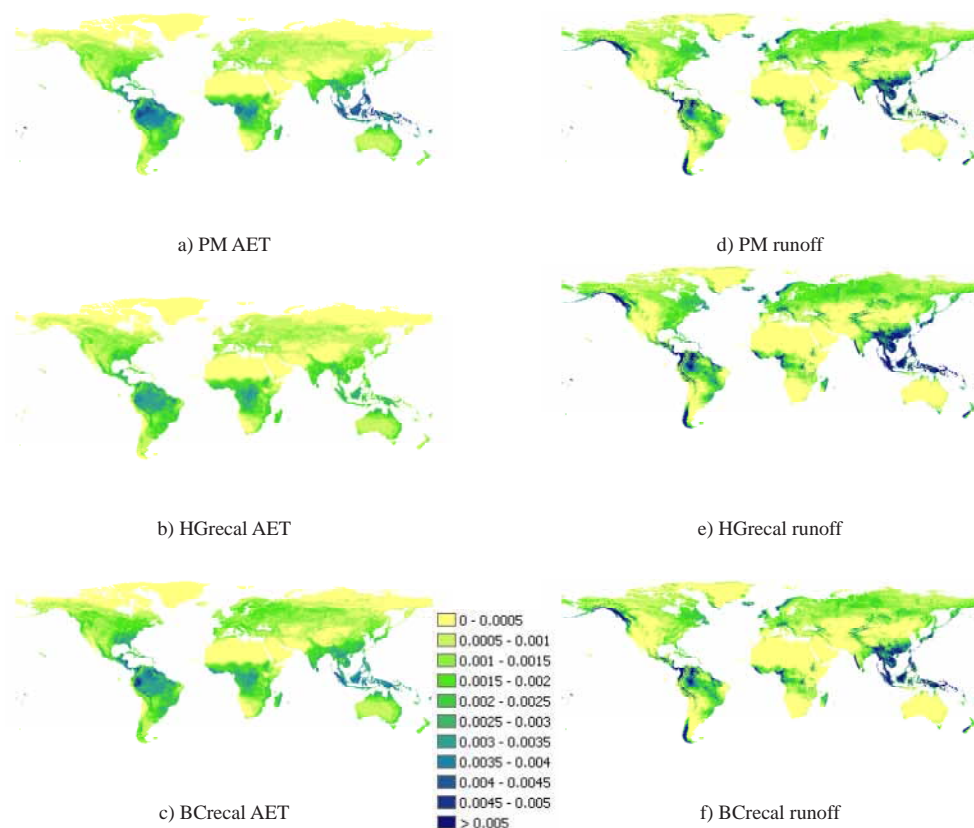 a) PM AET
d) PM runoff
b) HGrecal AET
e) HGrecal runoff
0 - 0.0005
0.0005 - 0.001
0.001 - 0.0015
0.0015 - 0.002
0.002 - 0.0025
0.0025 - 0.003
0.003 - 0.0035
0.0035 - 0.004
0.004 - 0.0045
0.0045 - 0.005
> 0.005
c) BCrecal AET
f) BCrecal runoff